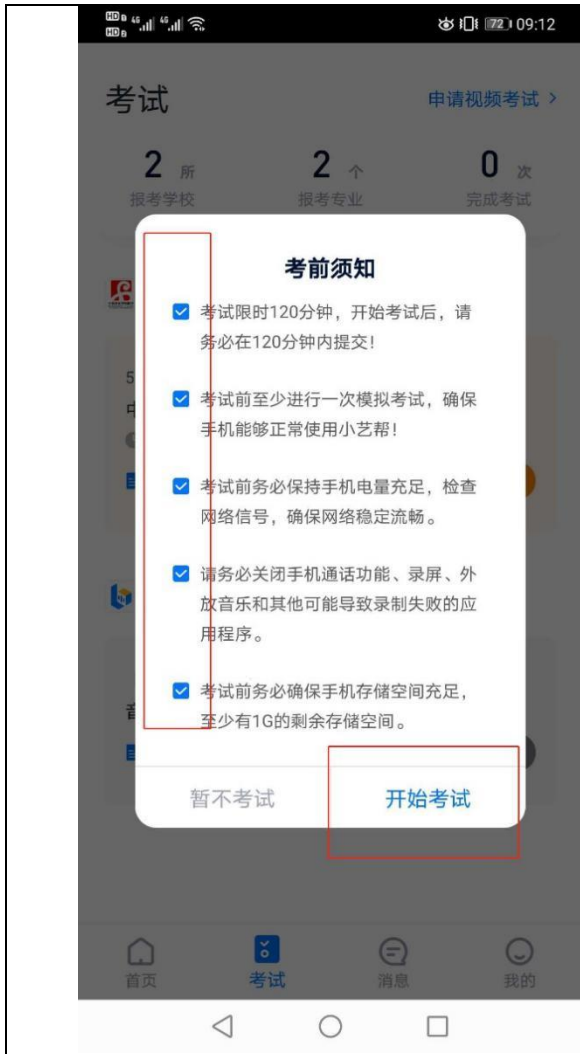 HD 46 46 72 09:12
HD
考试
申请视频考试 >
2 所
2 个
0 次
报考学校
报考专业
完成考试
考前须知
考试限时120分钟，开始考试后，请
务必在120分钟内提交！
考试前至少进行一次模拟考试，确保
手机能够正常使用小艺帮！
考试前务必保持手机电量充足，检查
网络信号，确保网络稳定流畅。
请务必关闭手机通话功能、录屏、外
放音乐和其他可能导致录制失败的应
用程序。
考试前务必确保手机存储空间充足，
至少有1G的剩余存储空间。
5
暂不考试
开始考试
首页
考试
消息
我的